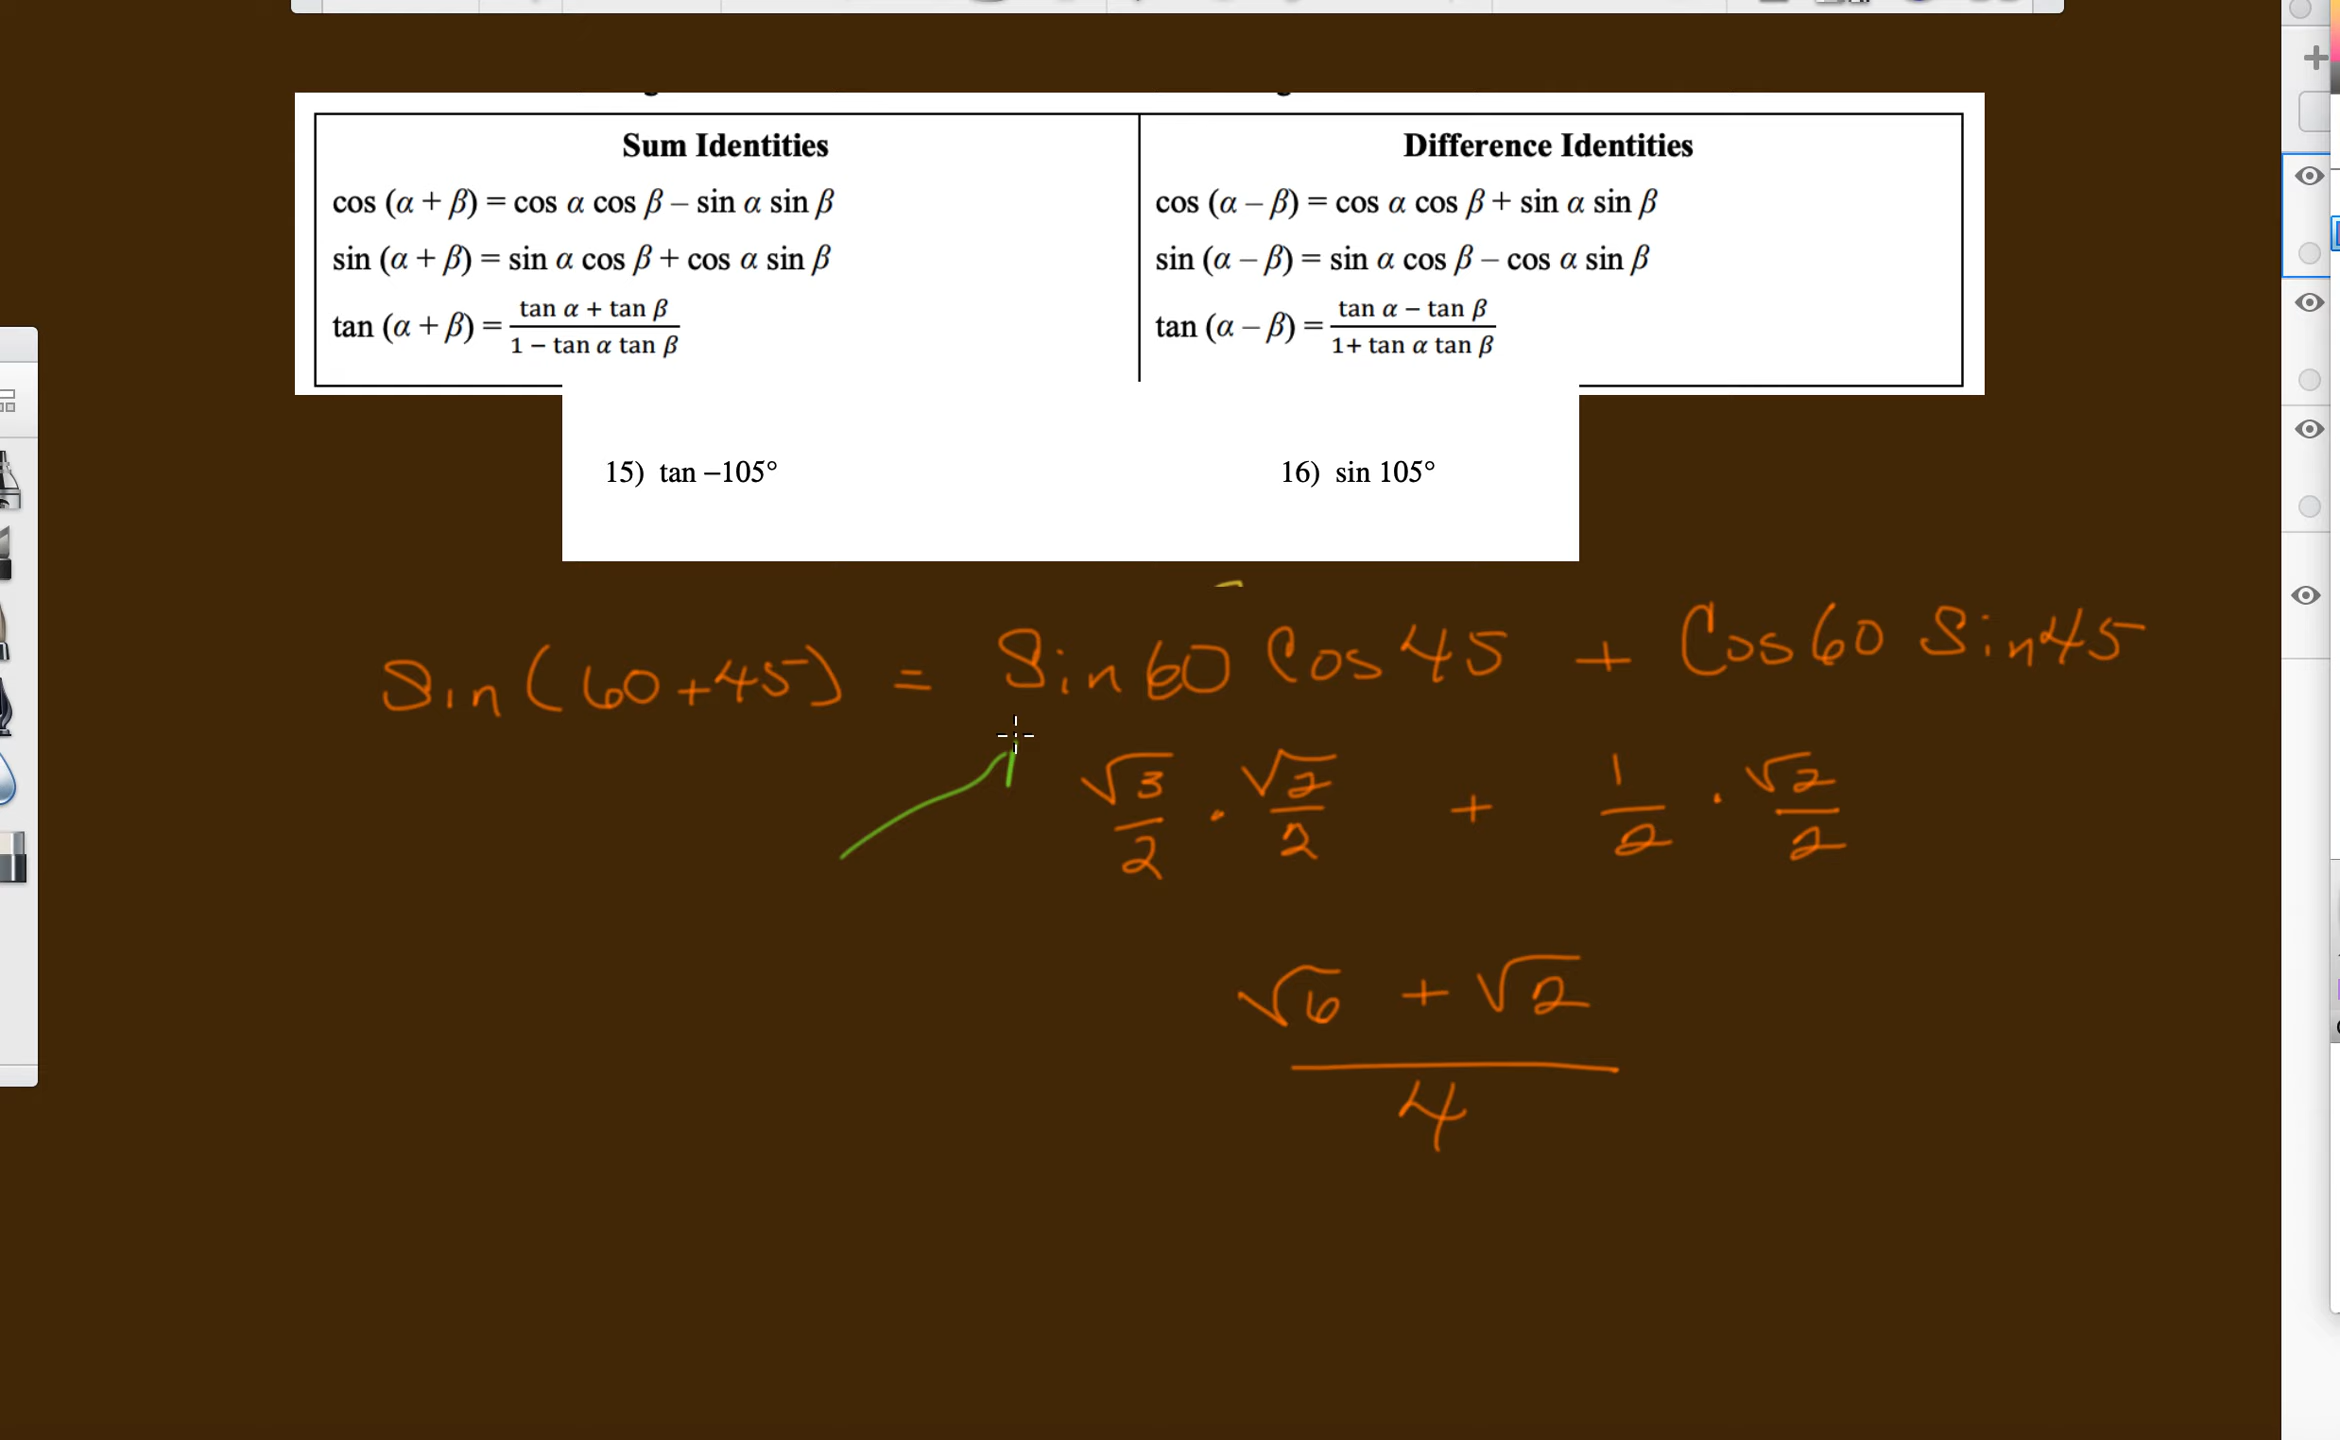 Sum Identities
cos (α + β) = cos α cos β – sin α sin β
sin (α + β) = sin α cos β + cos α sin β
tan (α + β) = (tan α + tan β)/(1 − tan α tan β)
Difference Identities
cos (α – β) = cos α cos β + sin α sin β
sin (α – β) = sin α cos β – cos α sin β
tan (α – β) = (tan α − tan β)/(1+ tan α tan β)
15) tan –105°
16) sin 105°
Sin(60+45) = Sin60 Cos45 + Cos60 Sin45
√3/2 · √2/2 + 1/2 · √2/2
(√6 + √2)/4